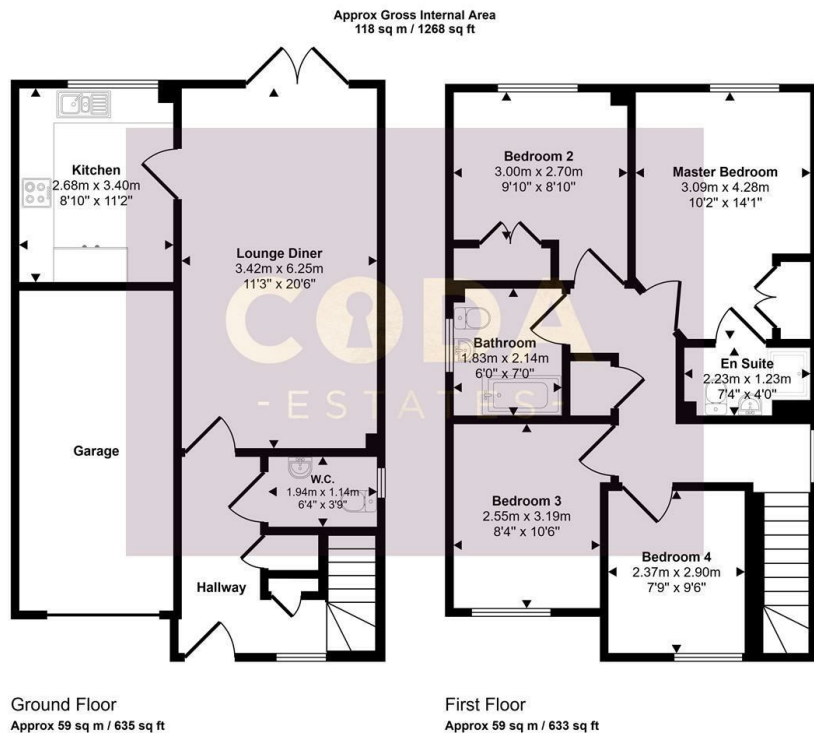 Approx Gross Internal Area
118 sq m / 1268 sq ft
Kitchen
2.68m x 3.40m
8'10" x 11'2"
Lounge Diner
3.42m x 6.25m
11'3" x 20'6"
Garage
W.C.
1.94m x 1.14m
6'4" x 3'9"
Hallway
Bedroom 2
3.00m x 2.70m
9'10" x 8'10"
Master Bedroom
3.09m x 4.28m
10'2" x 14'1"
Bathroom
1.83m x 2.14m
6'0" x 7'0"
En Suite
2.23m x 1.23m
7'4" x 4'0"
Bedroom 3
2.55m x 3.19m
8'4" x 10'6"
Bedroom 4
2.37m x 2.90m
7'9" x 9'6"
CODA
-ESTATES-
Ground Floor
Approx 59 sq m / 635 sq ft
First Floor
Approx 59 sq m / 633 sq ft